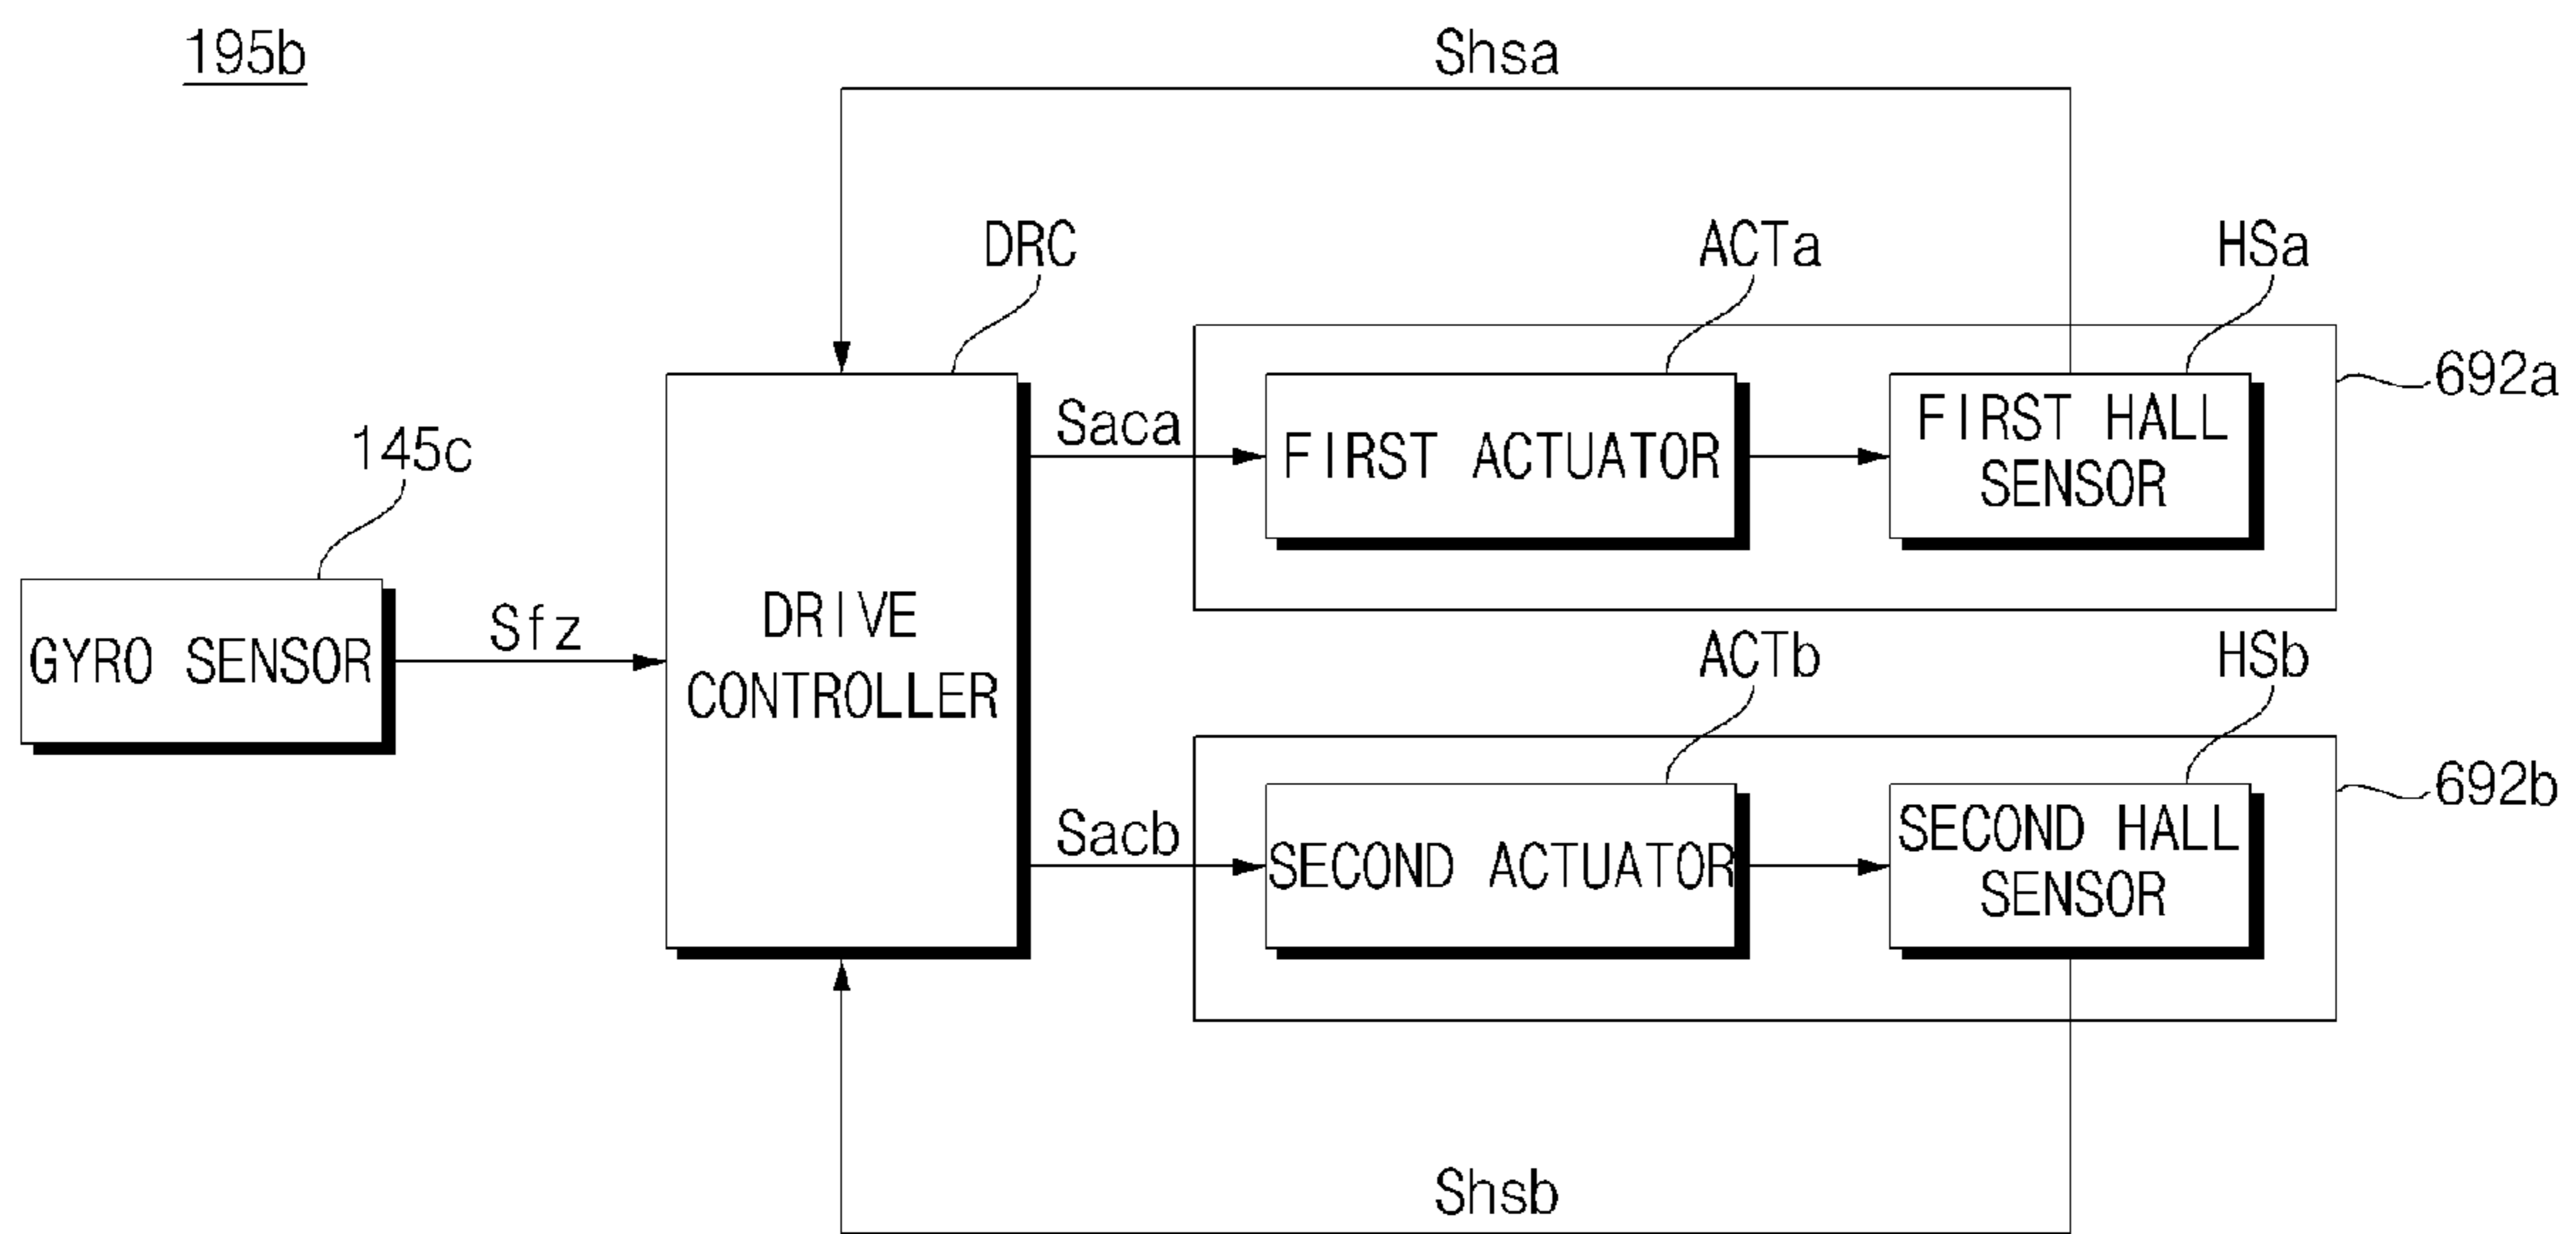 195b
Shsa
DRC
ACTa
HSa
692a
145c
Saca
FIRST ACTUATOR
FIRST HALL
SENSOR
GYRO SENSOR
Sfz
DRIVE
CONTROLLER
ACTb
HSb
692b
Sacb
SECOND ACTUATOR
SECOND HALL
SENSOR
Shsb